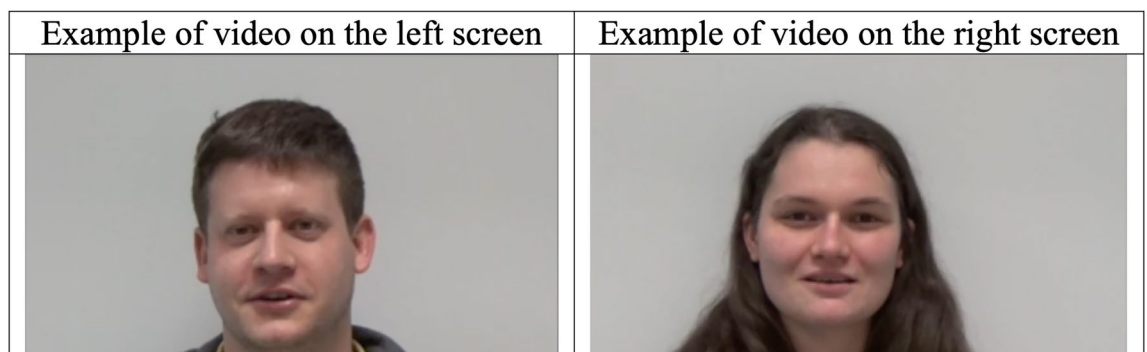 Example of video on the left screen
Example of video on the right screen